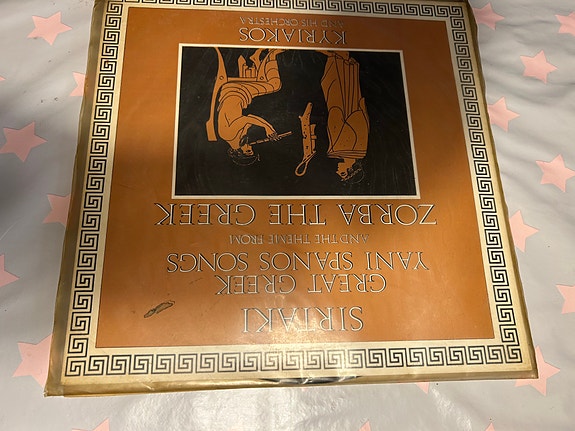 SIRTAKI
GREAT GREEK
YANI SPANOS SONGS
AND THE THEME FROM
ZORBA THE GREEK
KYRIAKOS
AND HIS ORCHESTRA